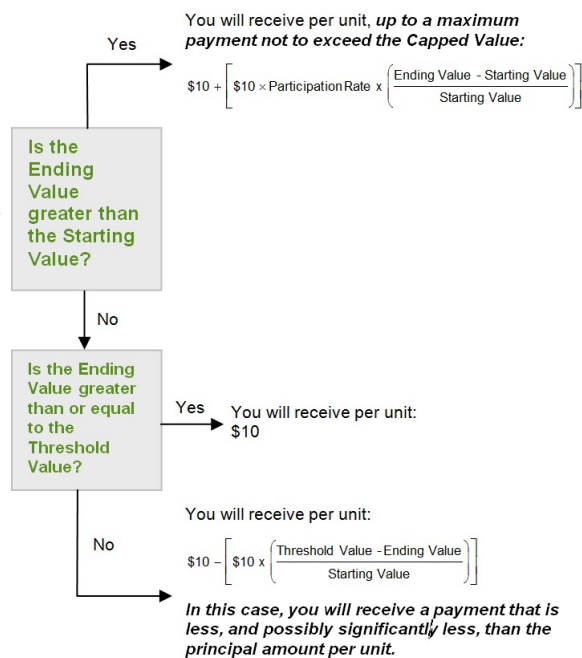 You will receive per unit, up to a maximum
payment not to exceed the Capped Value:
Yes
$10 + [ $10 × Participation Rate x ( Ending Value - Starting Value / Starting Value ) ]
Is the
Ending
Value
greater than
the Starting
Value?
No
Is the Ending
Value greater
than or equal
to the
Threshold
Value?
Yes
You will receive per unit:
$10
No
You will receive per unit:
$10 – [ $10 x ( Threshold Value - Ending Value / Starting Value ) ]
In this case, you will receive a payment that is
less, and possibly significantly less, than the
principal amount per unit.